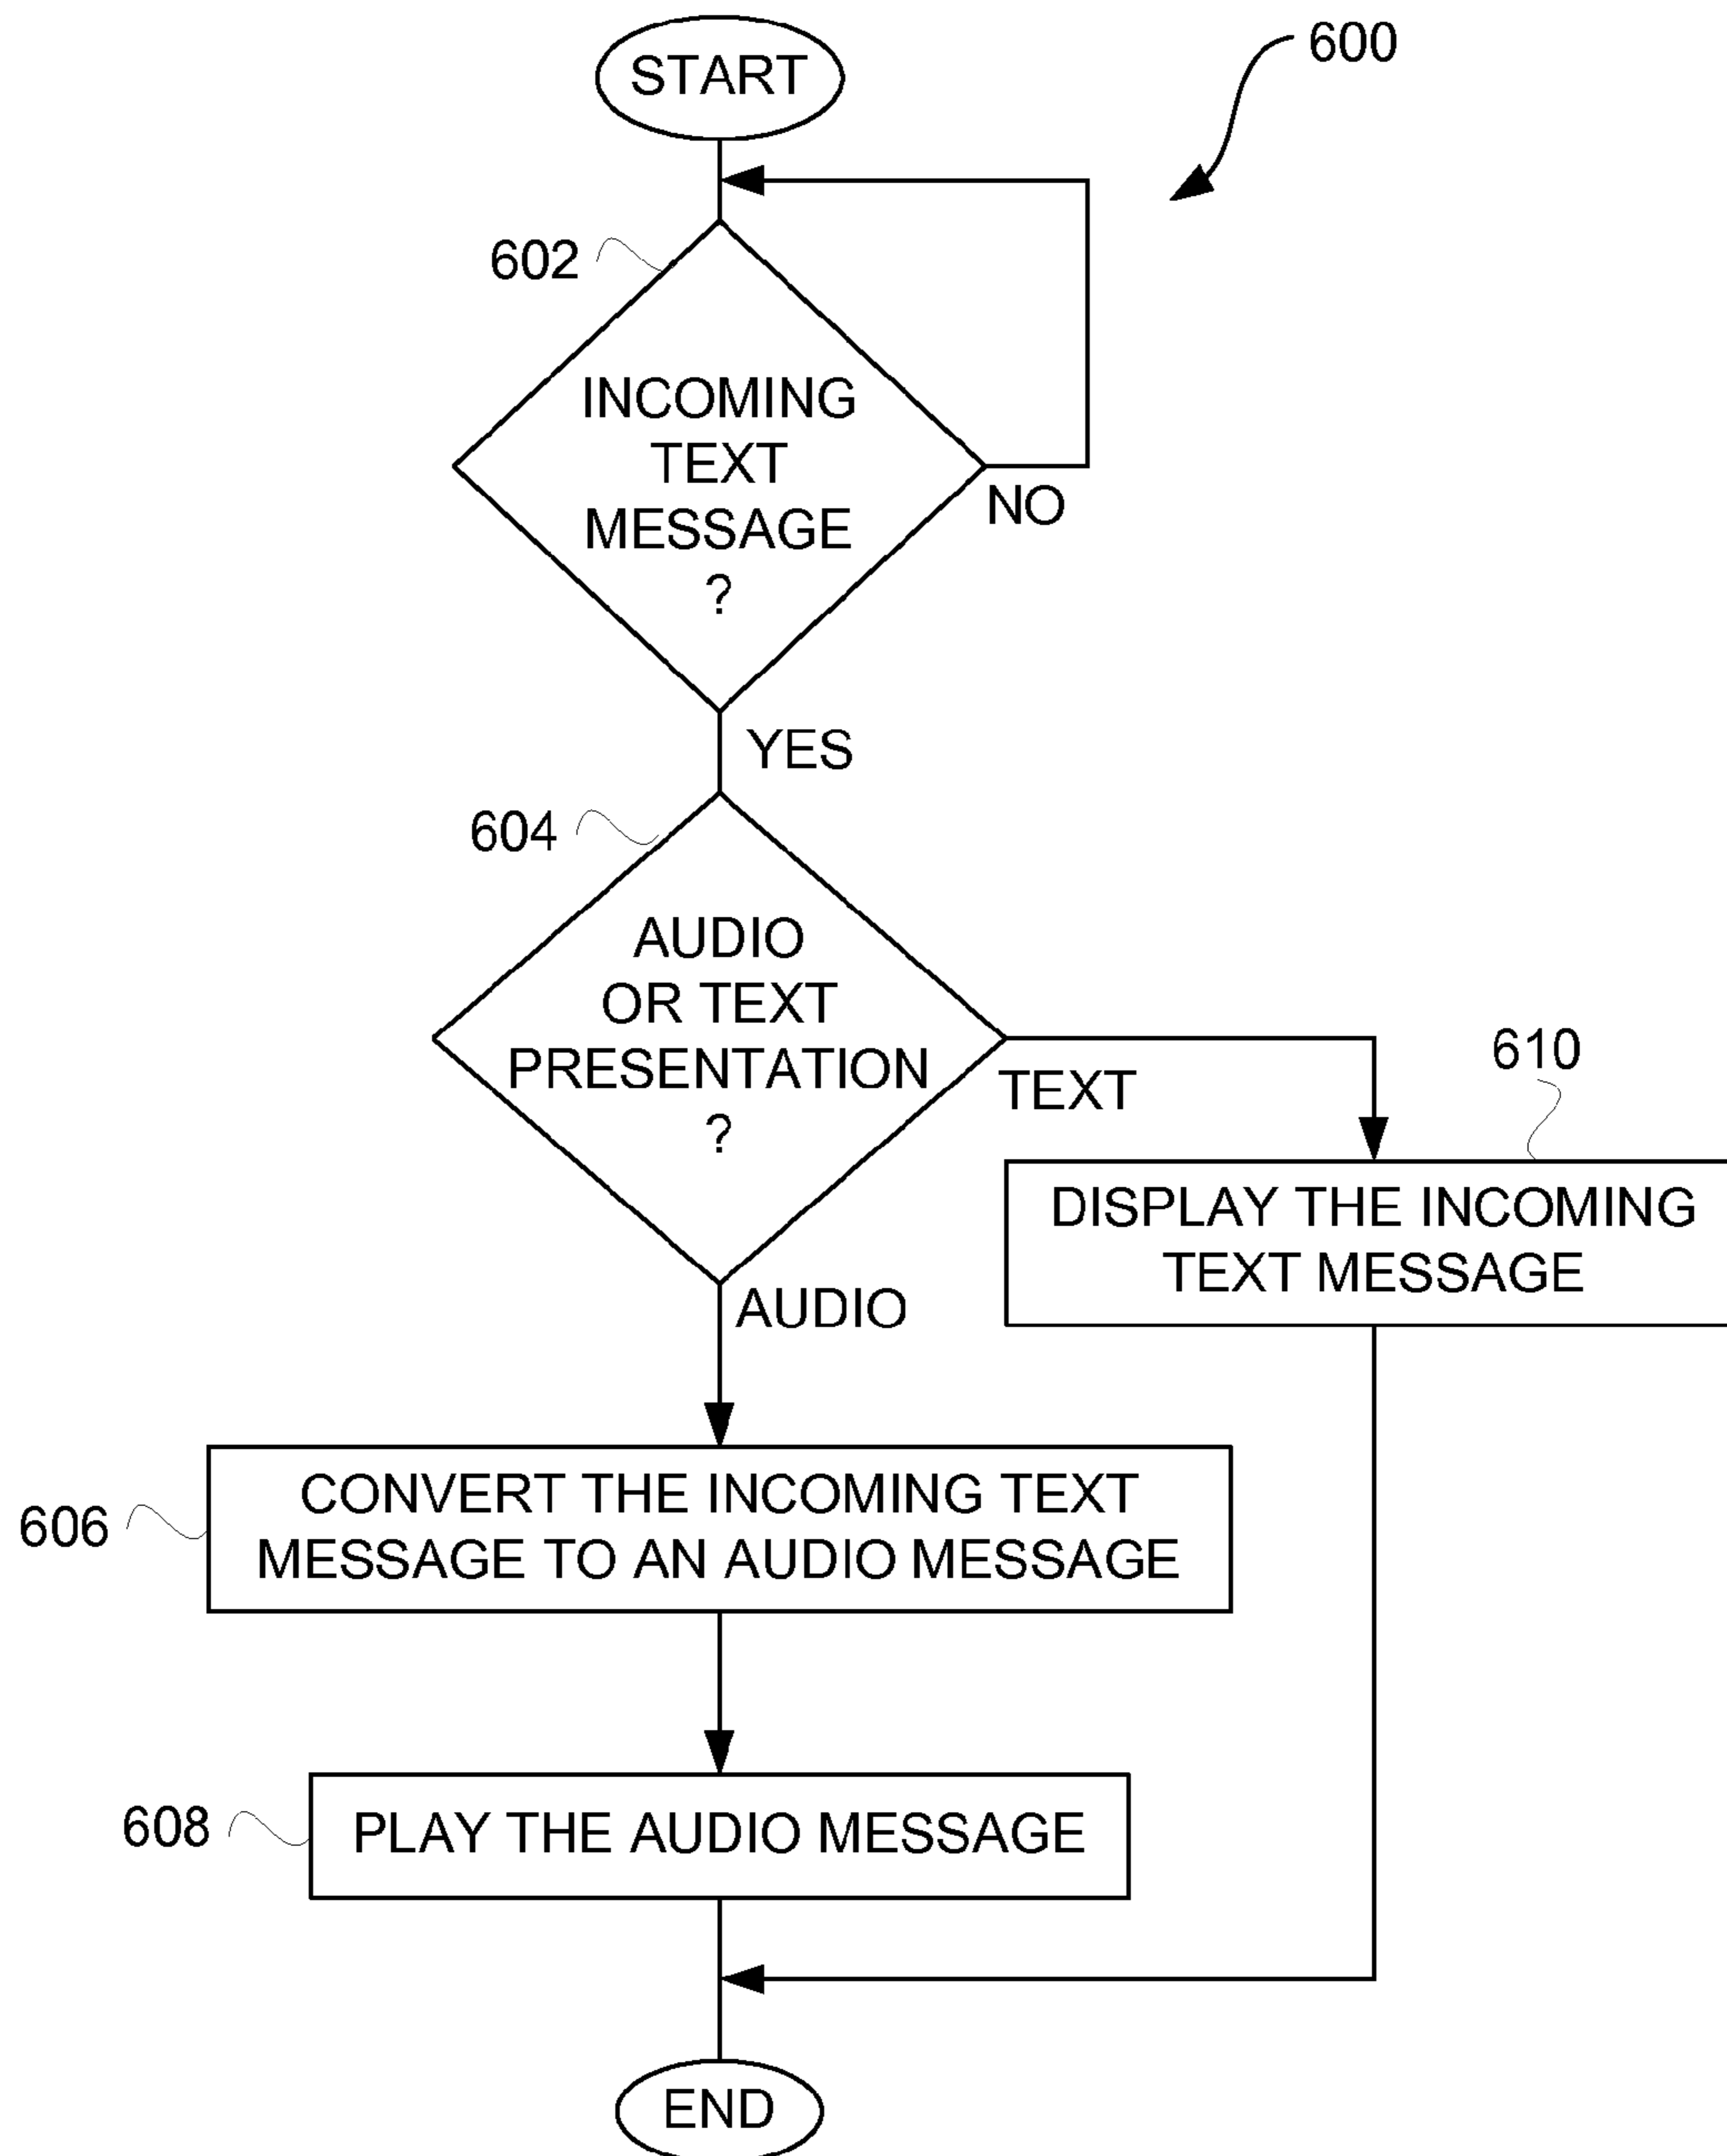 START
600
602
INCOMING
TEXT
MESSAGE
?
NO
YES
604
AUDIO
OR TEXT
PRESENTATION
?
TEXT
610
DISPLAY THE INCOMING
TEXT MESSAGE
AUDIO
606
CONVERT THE INCOMING TEXT
MESSAGE TO AN AUDIO MESSAGE
608
PLAY THE AUDIO MESSAGE
END